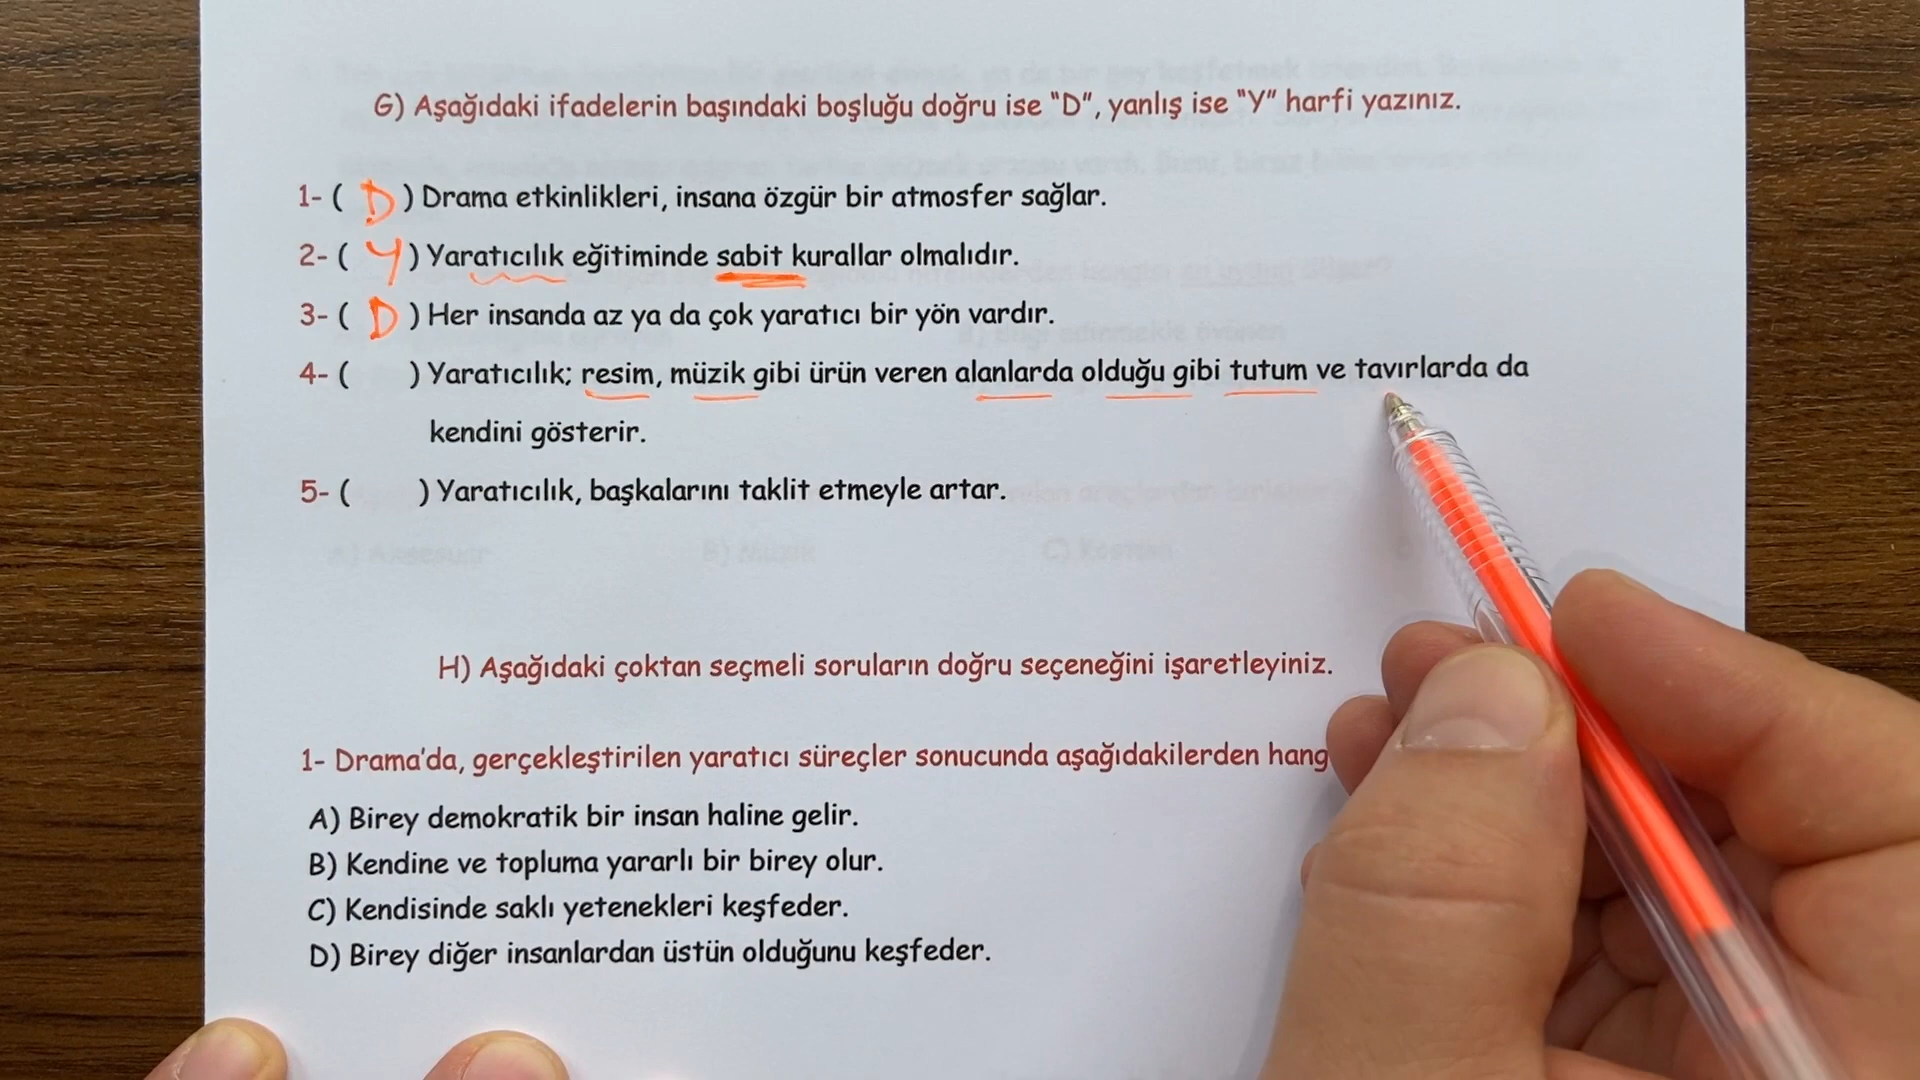 G) Aşağıdaki ifadelerin başındaki boşluğu doğru ise "D", yanlış ise "Y" harfi yazınız.
1- ( D ) Drama etkinlikleri, insana özgür bir atmosfer sağlar.
2- ( Y ) Yaratıcılık eğitiminde sabit kurallar olmalıdır.
3- ( D ) Her insanda az ya da çok yaratıcı bir yön vardır.
4- ( ) Yaratıcılık; resim, müzik gibi ürün veren alanlarda olduğu gibi tutum ve tavırlarda da
kendini gösterir.
5- ( ) Yaratıcılık, başkalarını taklit etmeyle artar.
H) Aşağıdaki çoktan seçmeli soruların doğru seçeneğini işaretleyiniz.
1- Drama'da, gerçekleştirilen yaratıcı süreçler sonucunda aşağıdakilerden hang
A) Birey demokratik bir insan haline gelir.
B) Kendine ve topluma yararlı bir birey olur.
C) Kendisinde saklı yetenekleri keşfeder.
D) Birey diğer insanlardan üstün olduğunu keşfeder.